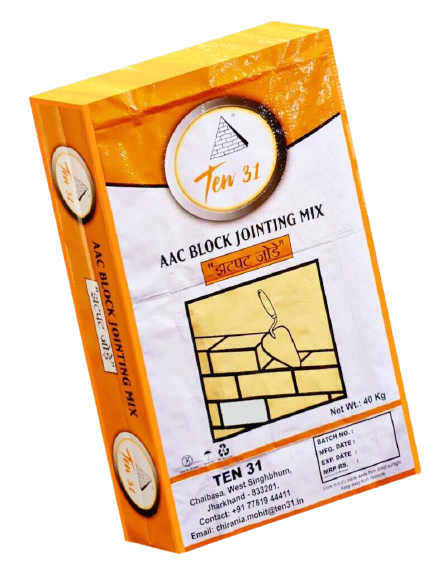 Ten 31
AAC BLOCK JOINTING MIX
"झटपट जोडे"
Net Wt.: 40 Kg
TEN 31
Chaibasa, West Singhbhum,
Jharkhand - 833201.
Contact: +91 77819 44411
Email: chirania.mohit@ten31.in
BATCH NO. :
MFG. DATE :
EXP. DATE :
MRP RS. :
Ten 31
AAC BLOCK JOINTING MIX
"झटपट जोडे"
Ten 31